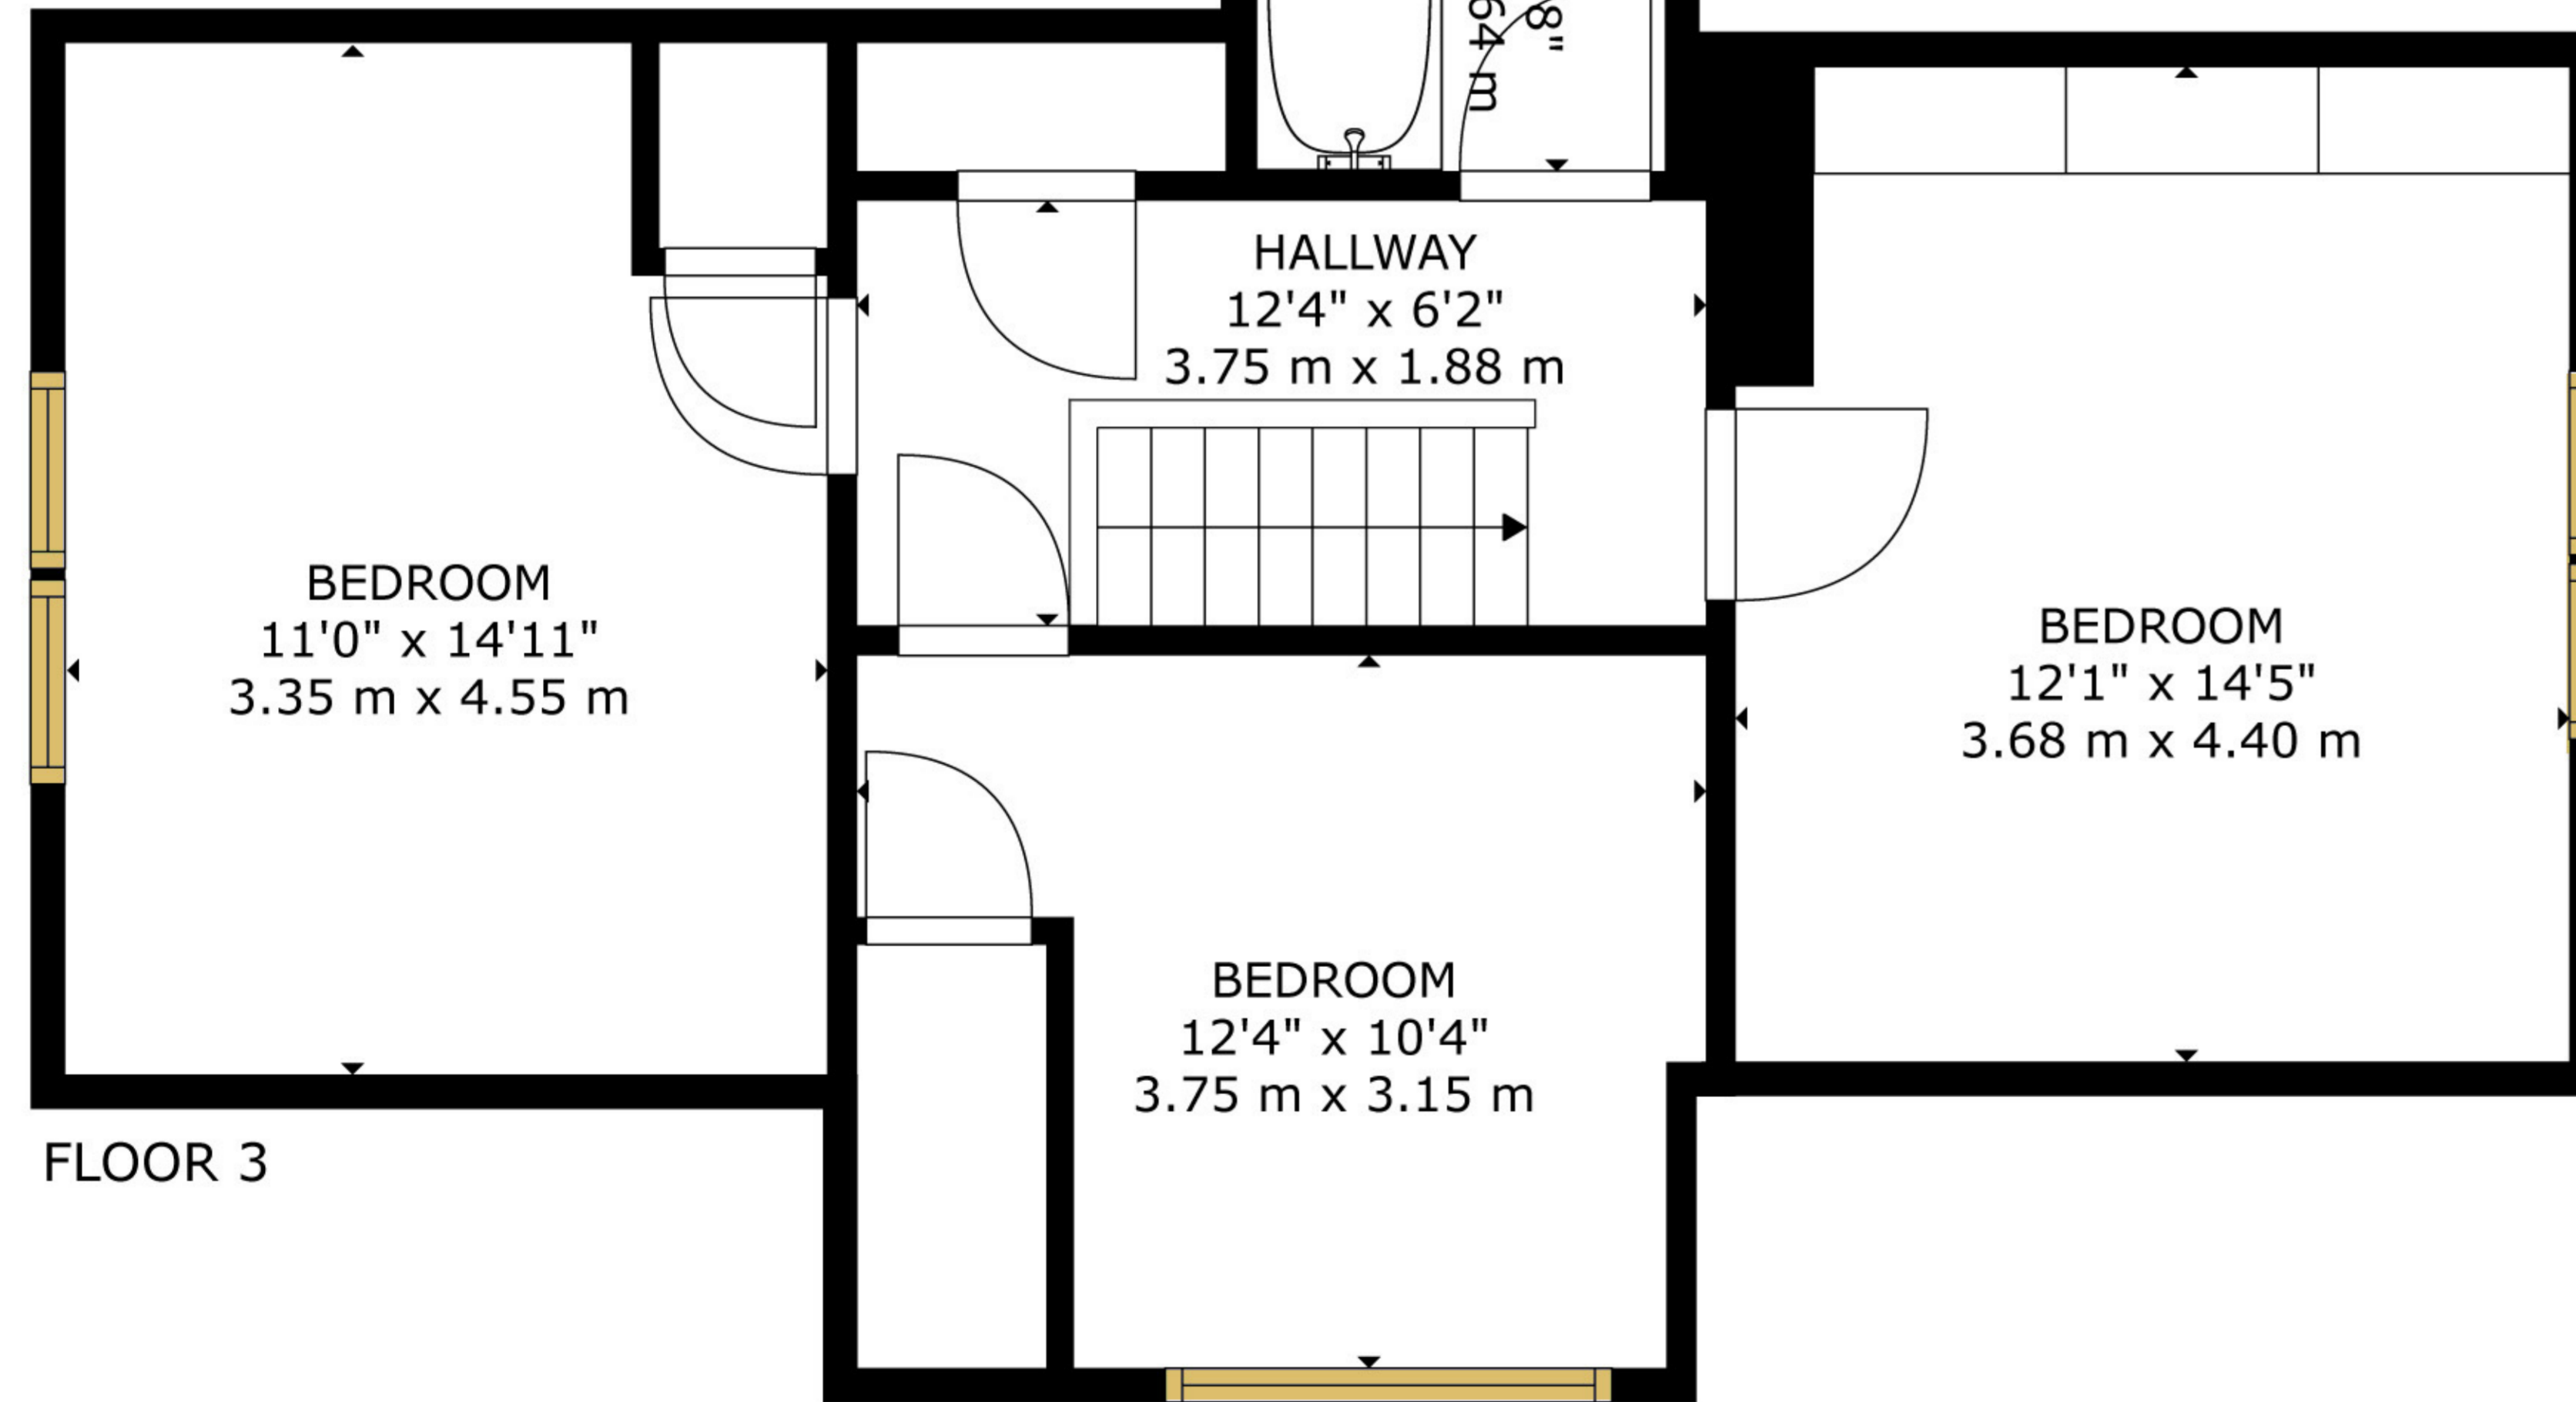 64 m
8"
HALLWAY
12'4" x 6'2"
3.75 m x 1.88 m
BEDROOM
11'0" x 14'11"
3.35 m x 4.55 m
BEDROOM
12'1" x 14'5"
3.68 m x 4.40 m
BEDROOM
12'4" x 10'4"
3.75 m x 3.15 m
FLOOR 3